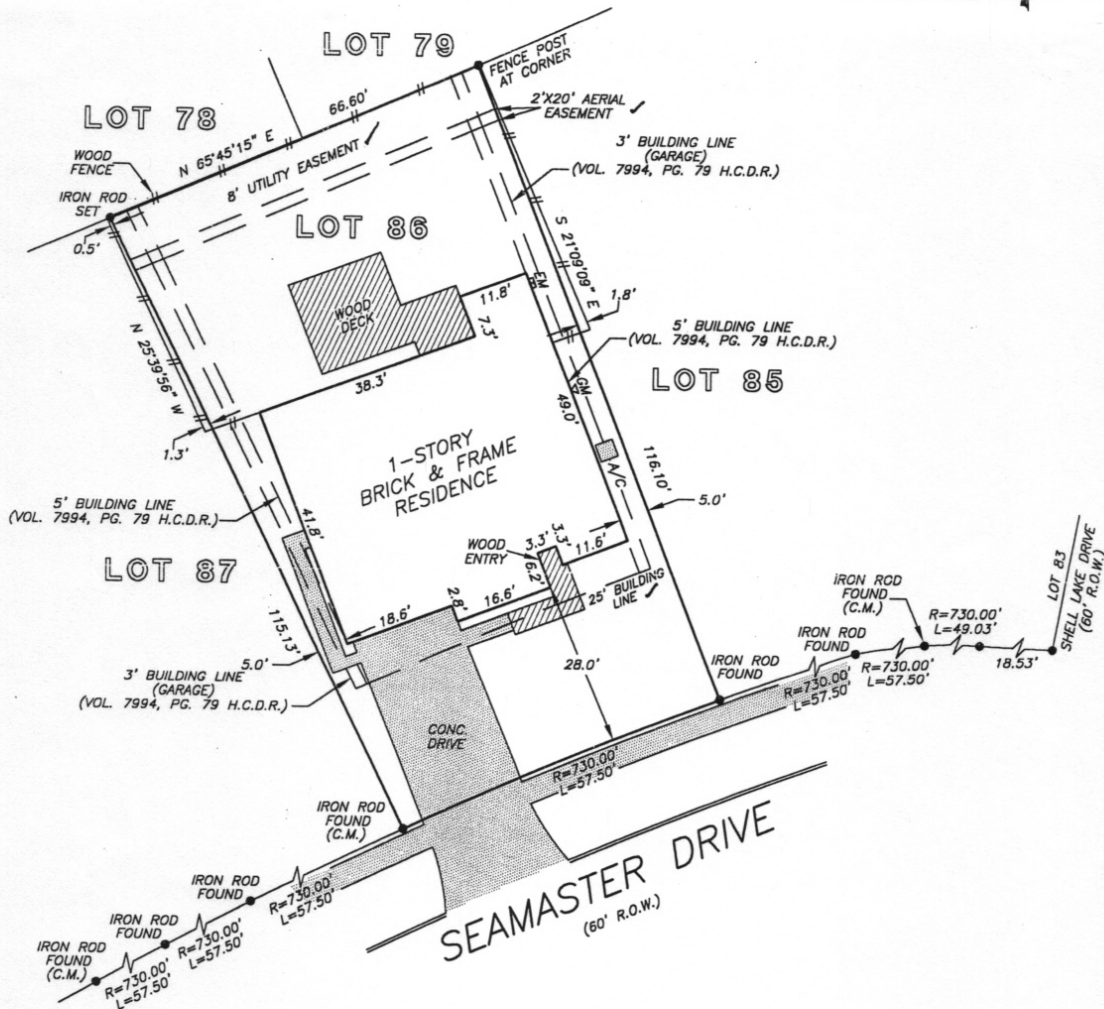 LOT 79
FENCE POST
AT CORNER
66.60'
2'X20' AERIAL
EASEMENT
LOT 78
3' BUILDING LINE
(GARAGE)
(VOL. 7994, PG. 79 H.C.D.R.)
WOOD
FENCE
N 65°45'15" E
8' UTILITY EASEMENT
IRON ROD
SET
0.5'
LOT 86
S 21°09'09" E
EM
11.8'
1.8'
WOOD
DECK
7.3'
N 25°39'56" W
5' BUILDING LINE
(VOL. 7994, PG. 79 H.C.D.R.)
38.3'
GM
LOT 85
49.0'
1.3'
1-STORY
BRICK & FRAME
RESIDENCE
116.10'
A/C
5.0'
5' BUILDING LINE
(VOL. 7994, PG. 79 H.C.D.R.)
41.8'
WOOD
ENTRY
3.3'
3.3'
11.6'
LOT 87
6.2'
25' BUILDING
LINE
LOT 83
SHELL LAKE DRIVE
(60' R.O.W.)
IRON ROD
FOUND
(C.M.)
R=730.00'
L=49.03'
2.8'
16.6'
18.6'
115.13'
IRON ROD
FOUND
R=730.00'
L=57.50'
18.53'
5.0'
28.0'
3' BUILDING LINE
(GARAGE)
(VOL. 7994, PG. 79 H.C.D.R.)
IRON ROD
FOUND
R=730.00'
L=57.50'
CONC.
DRIVE
R=730.00'
L=57.50'
IRON ROD
FOUND
(C.M.)
SEAMASTER DRIVE
(60' R.O.W.)
IRON ROD
FOUND
R=730.00'
L=57.50'
IRON ROD
FOUND
R=730.00'
L=57.50'
IRON ROD
FOUND
(C.M.)
R=730.00'
L=57.50'